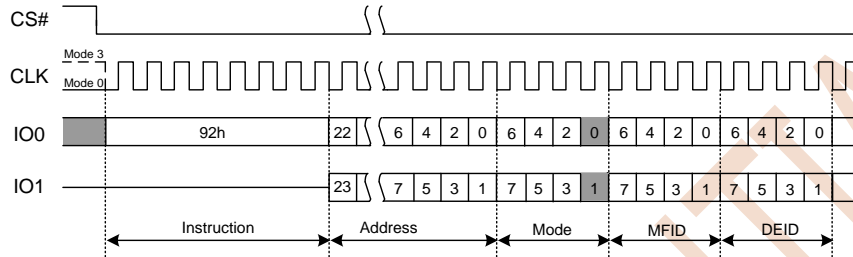 CS#
Mode 3
CLK
Mode 0
IO0 92h 22 6 4 2 0 6 4 2 0 6 4 2 0 6 4 2 0
IO1 23 7 5 3 1 7 5 3 1 7 5 3 1 7 5 3 1
Instruction Address Mode MFID DEID